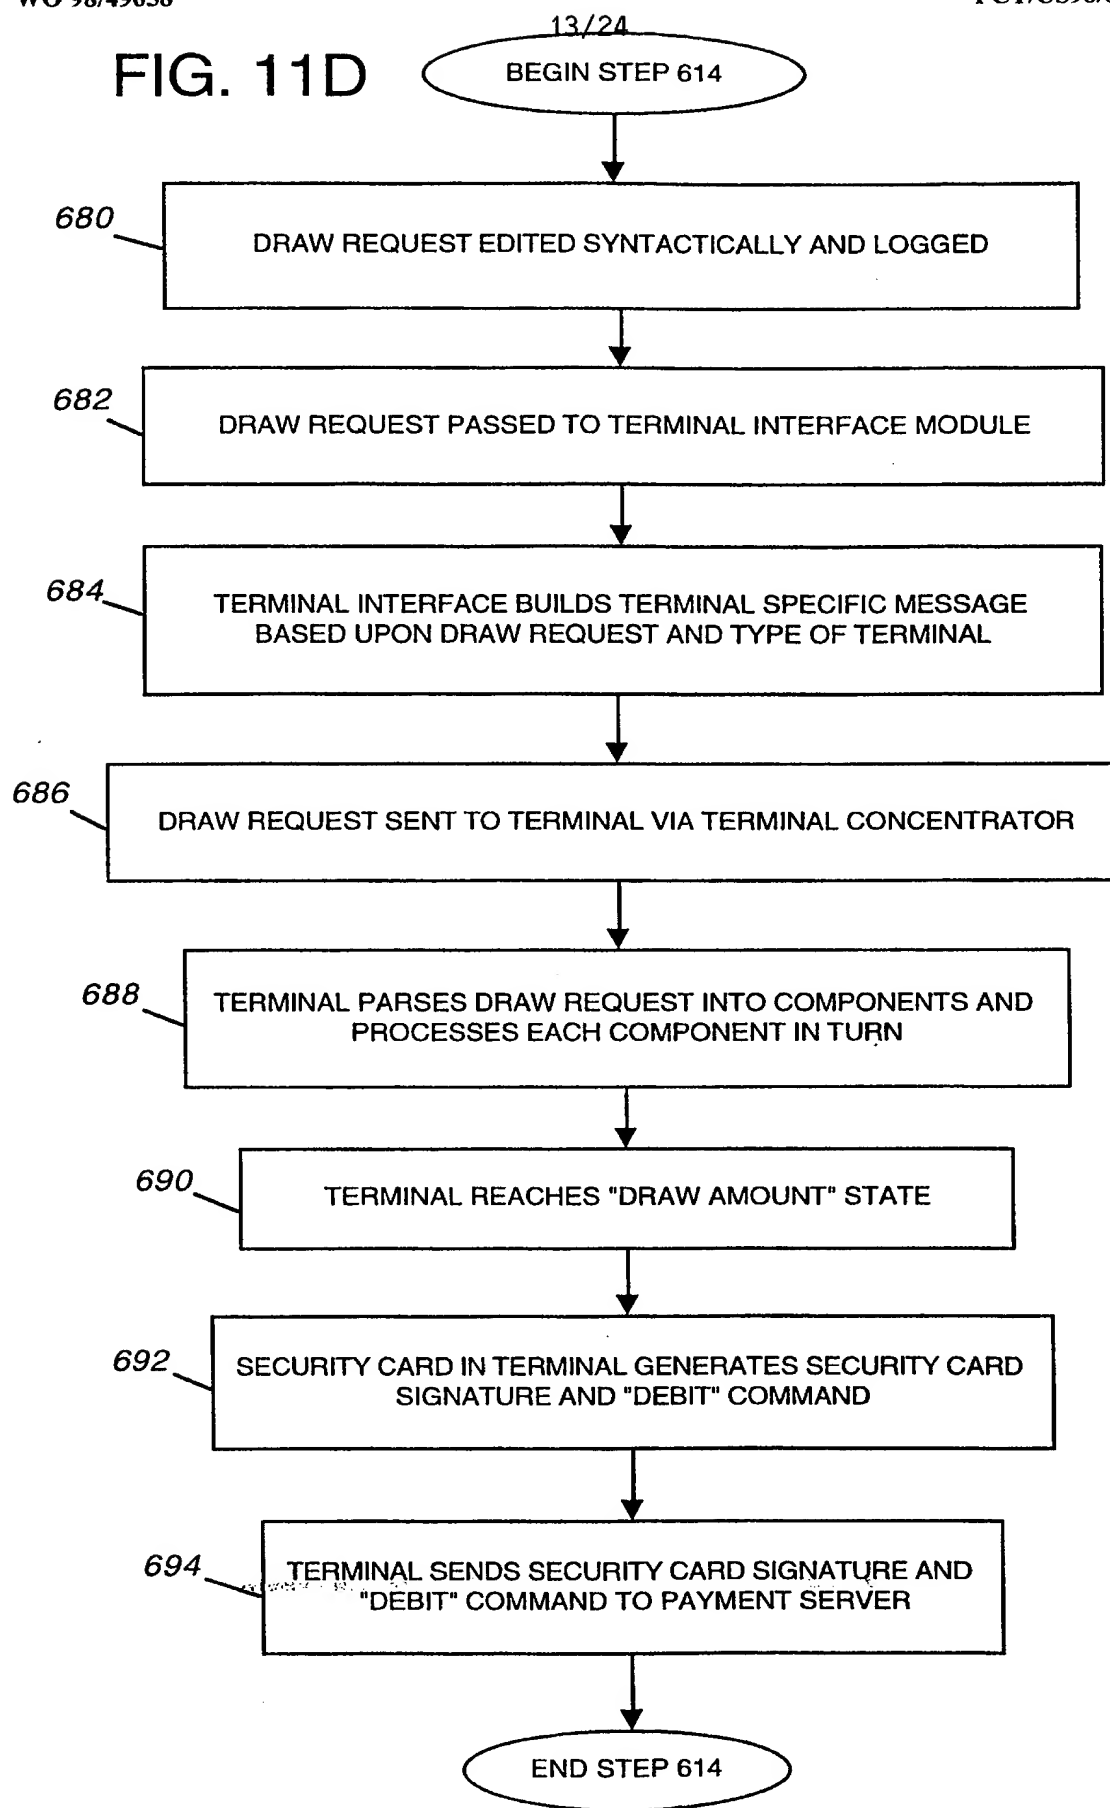 WO 98/49658
13/24
FIG. 11D
BEGIN STEP 614
680
DRAW REQUEST EDITED SYNTACTICALLY AND LOGGED
682
DRAW REQUEST PASSED TO TERMINAL INTERFACE MODULE
684
TERMINAL INTERFACE BUILDS TERMINAL SPECIFIC MESSAGE
BASED UPON DRAW REQUEST AND TYPE OF TERMINAL
686
DRAW REQUEST SENT TO TERMINAL VIA TERMINAL CONCENTRATOR
688
TERMINAL PARSES DRAW REQUEST INTO COMPONENTS AND
PROCESSES EACH COMPONENT IN TURN
690
TERMINAL REACHES "DRAW AMOUNT" STATE
692
SECURITY CARD IN TERMINAL GENERATES SECURITY CARD
SIGNATURE AND "DEBIT" COMMAND
694
TERMINAL SENDS SECURITY CARD SIGNATURE AND
"DEBIT" COMMAND TO PAYMENT SERVER
END STEP 614